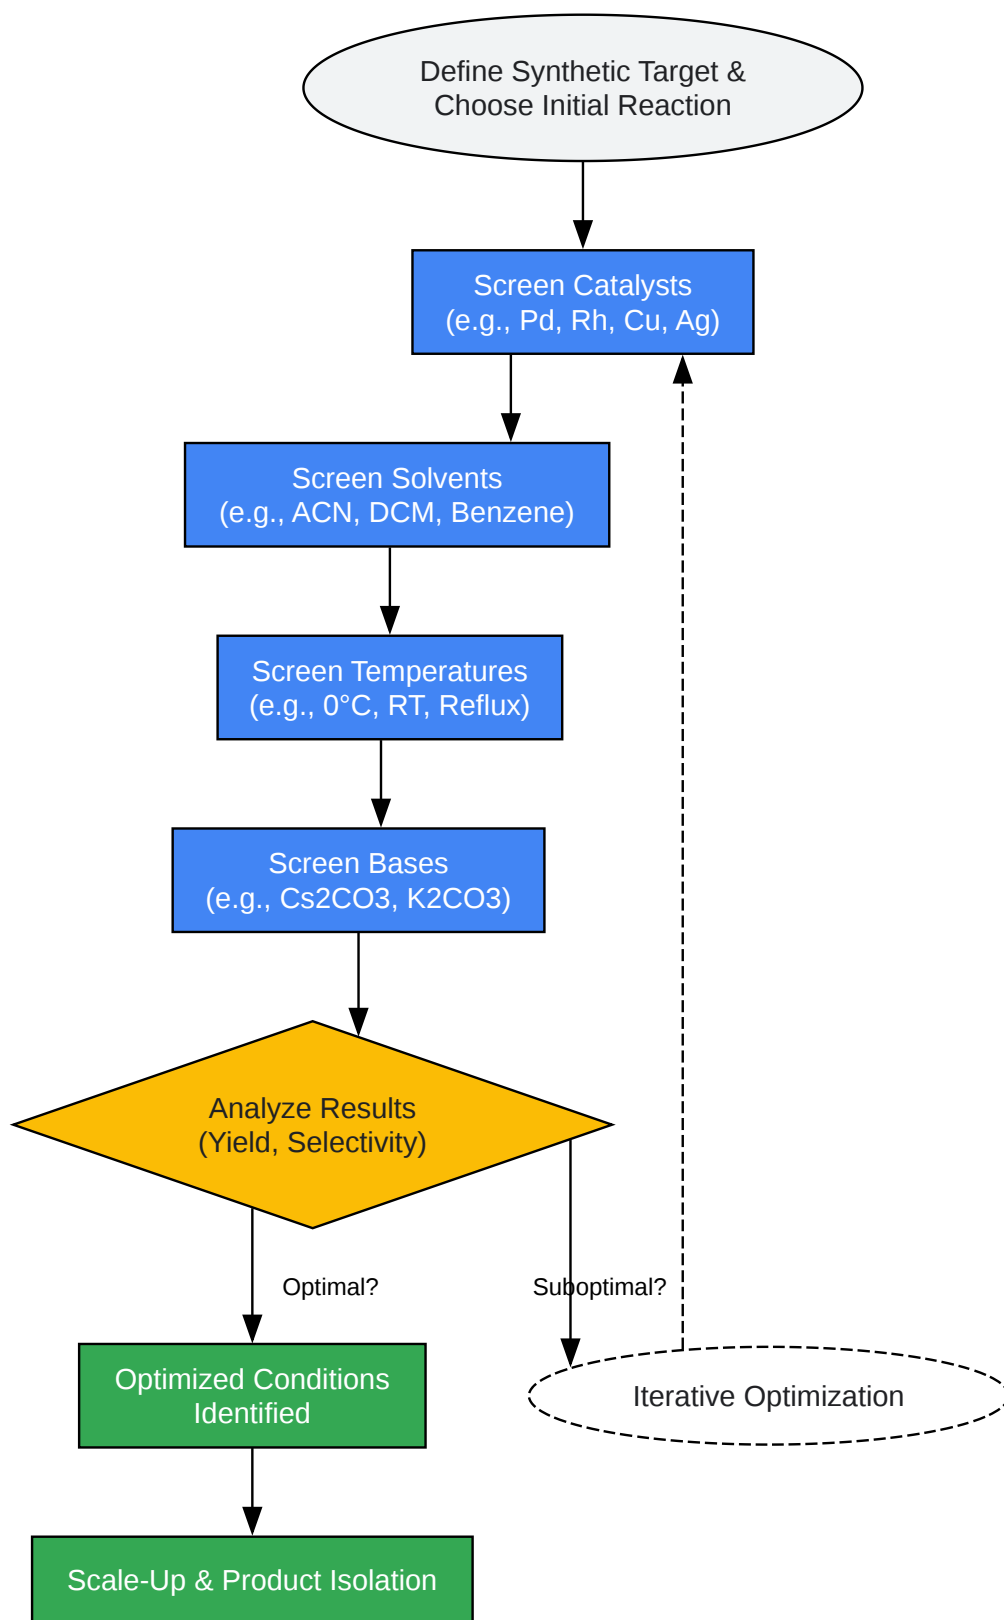 Define Synthetic Target &
Choose Initial Reaction
Screen Catalysts
(e.g., Pd, Rh, Cu, Ag)
Screen Solvents
(e.g., ACN, DCM, Benzene)
Screen Temperatures
(e.g., 0°C, RT, Reflux)
Screen Bases
(e.g., Cs2CO3, K2CO3)
Analyze Results
(Yield, Selectivity)
Optimal?
Suboptimal?
Optimized Conditions
Identified
Iterative Optimization
Scale-Up & Product Isolation